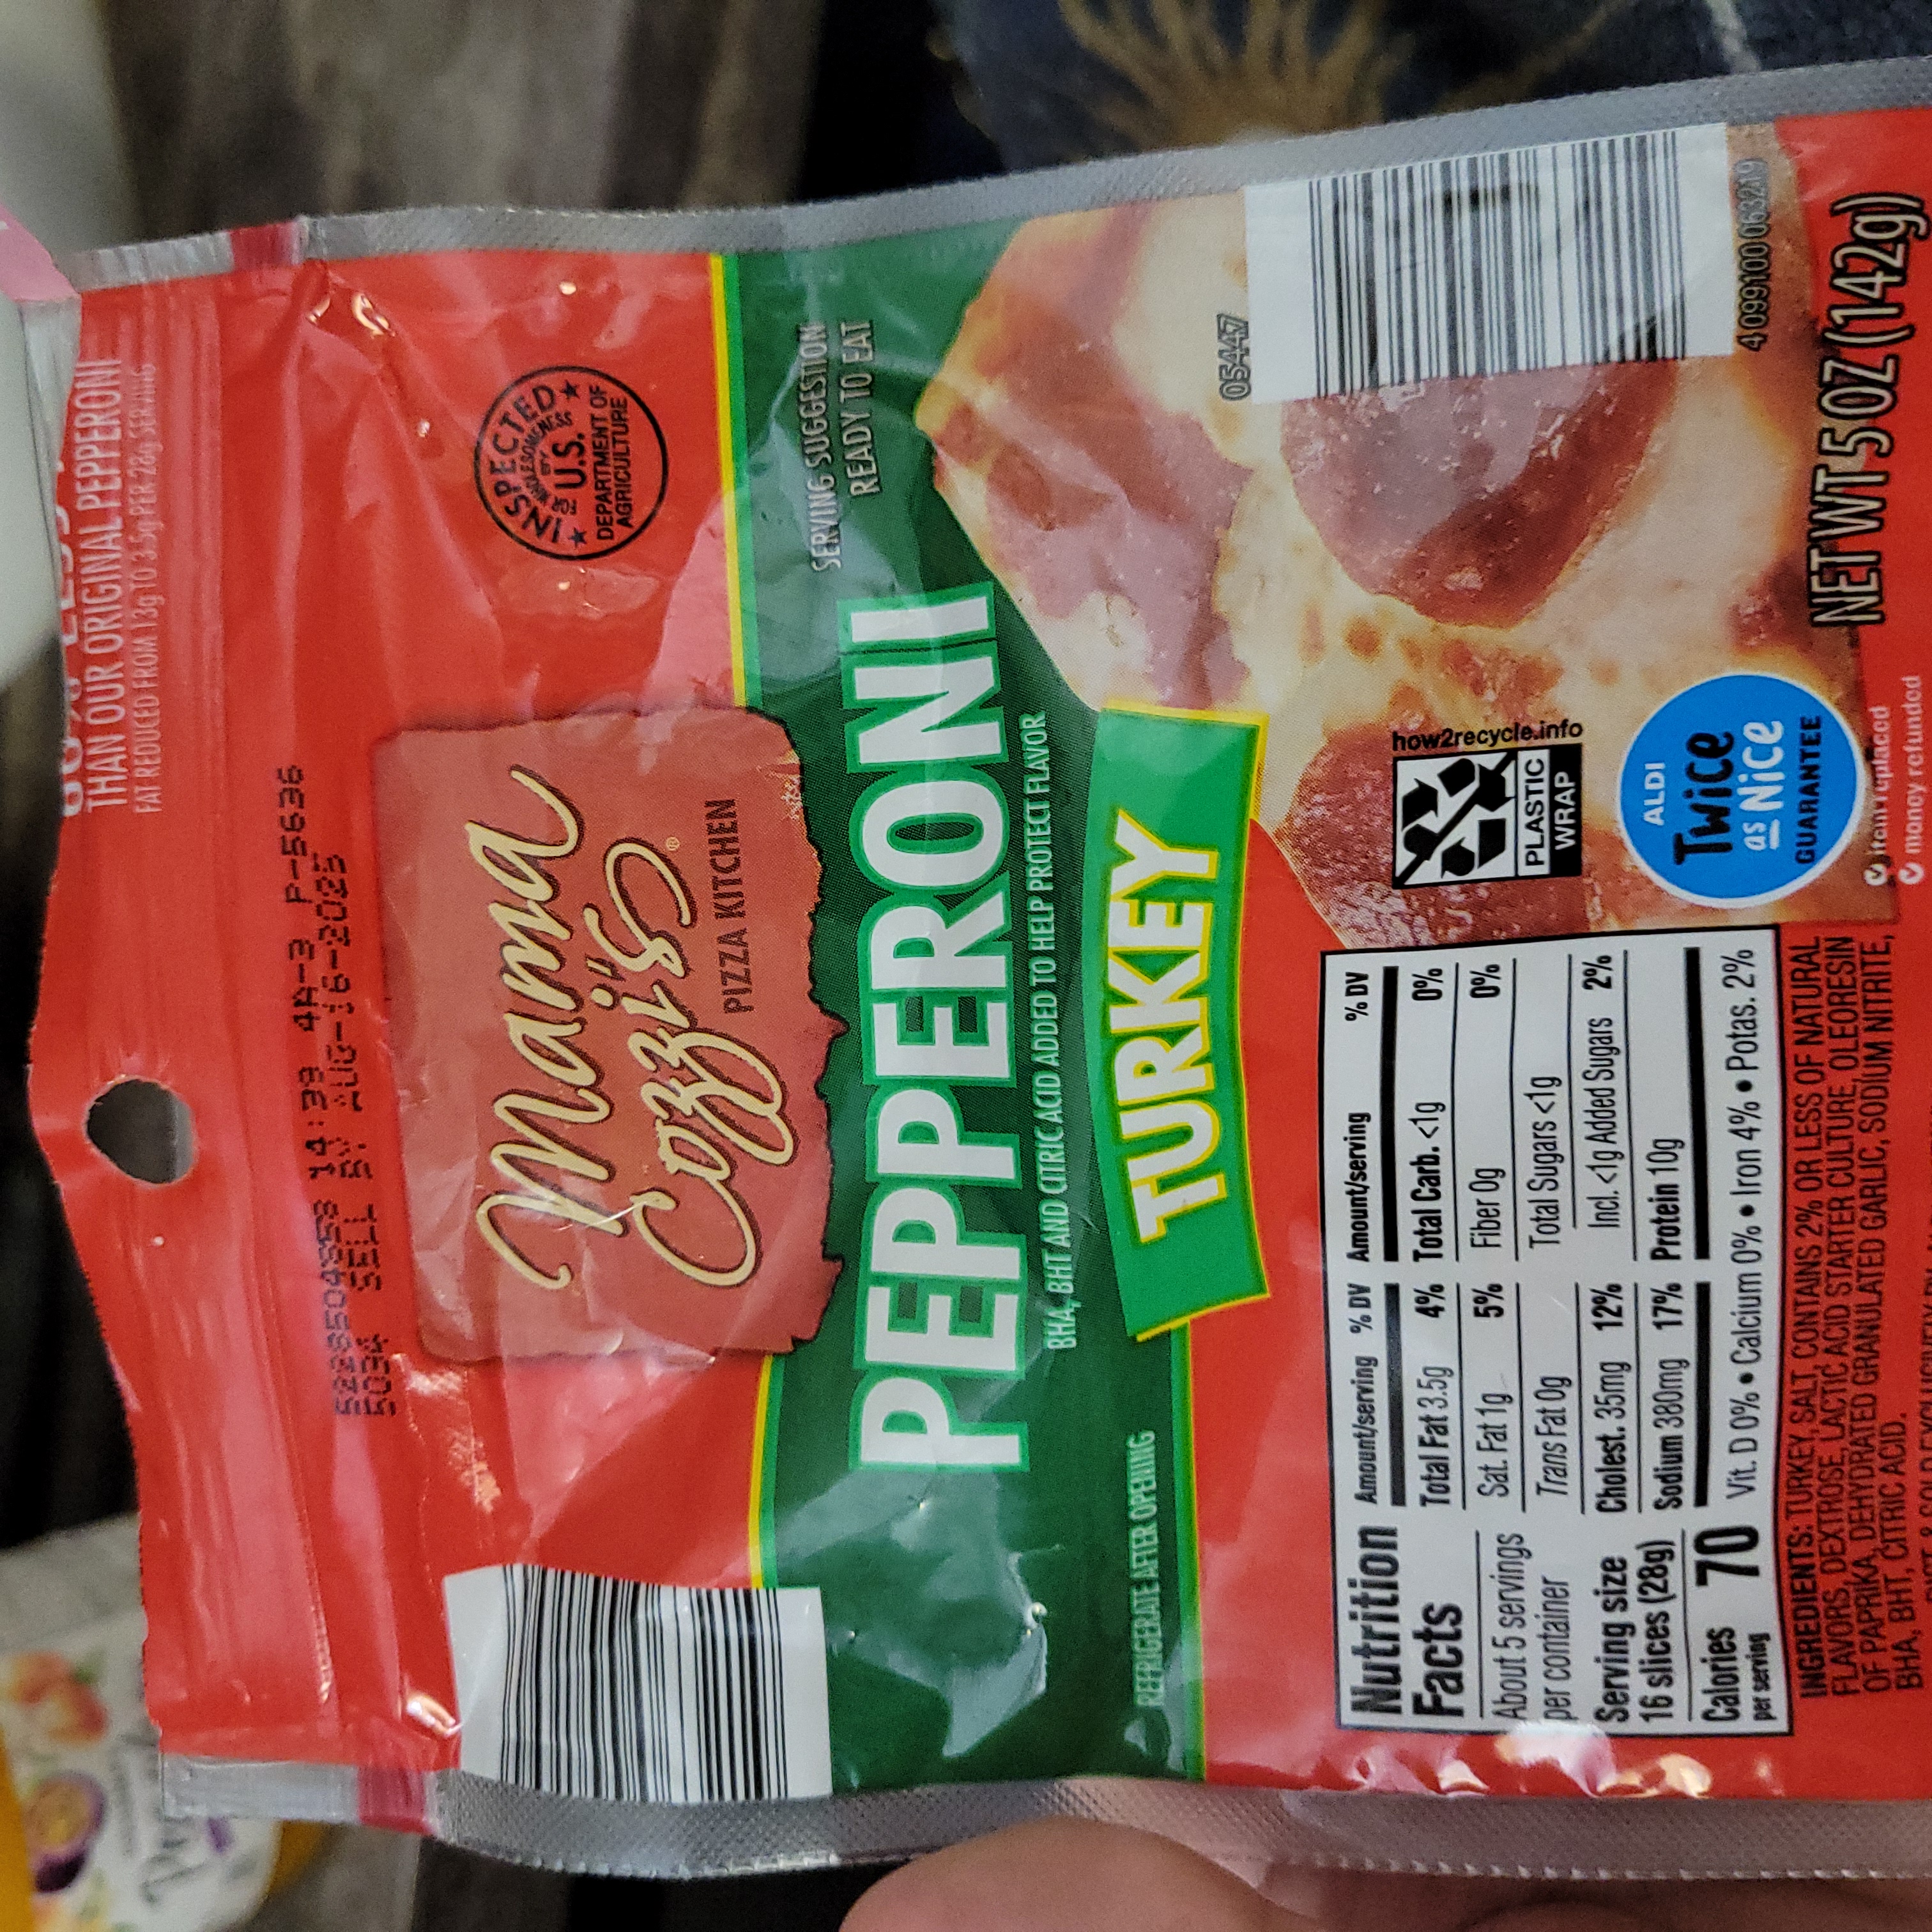 THAN OUR ORIGINAL PEPPERONI
FAT REDUCED FROM 13g TO 3.5g PER 28g SERVING
14:39 4A-3 P-5636
5034 SELL BY AUG-16-2025
Mama
Cozzi's®
PIZZA KITCHEN
INSPECTED
FOR WHOLESOMENESS
BY
U.S.
DEPARTMENT OF
AGRICULTURE
SERVING SUGGESTION
READY TO EAT
PEPPERONI
BHA, BHT AND CITRIC ACID ADDED TO HELP PROTECT FLAVOR
REFRIGERATE AFTER OPENING
TURKEY
05447
Nutrition
Facts
About 5 servings
per container
Serving size
16 slices (28g)
Calories 70
per serving
Amount/serving % DV
Total Fat 3.5g 4%
Sat. Fat 1g 5%
Trans Fat 0g
Cholest. 35mg 12%
Sodium 380mg 17%
Amount/serving % DV
Total Carb. <1g 0%
Fiber 0g 0%
Total Sugars <1g
Incl. <1g Added Sugars 2%
Protein 10g
Vit. D 0% • Calcium 0% • Iron 4% • Potas. 2%
INGREDIENTS: TURKEY, SALT, CONTAINS 2% OR LESS OF NATURAL
FLAVORS, DEXTROSE, LACTIC ACID STARTER CULTURE, OLEORESIN
OF PAPRIKA, DEHYDRATED GRANULATED GARLIC, SODIUM NITRITE,
BHA, BHT, CITRIC ACID.
PLASTIC
WRAP
how2recycle.info
ALDI
Twice
as Nice
GUARANTEE
item replaced
money refunded
4 099100 063219
NET WT 5 OZ (142g)